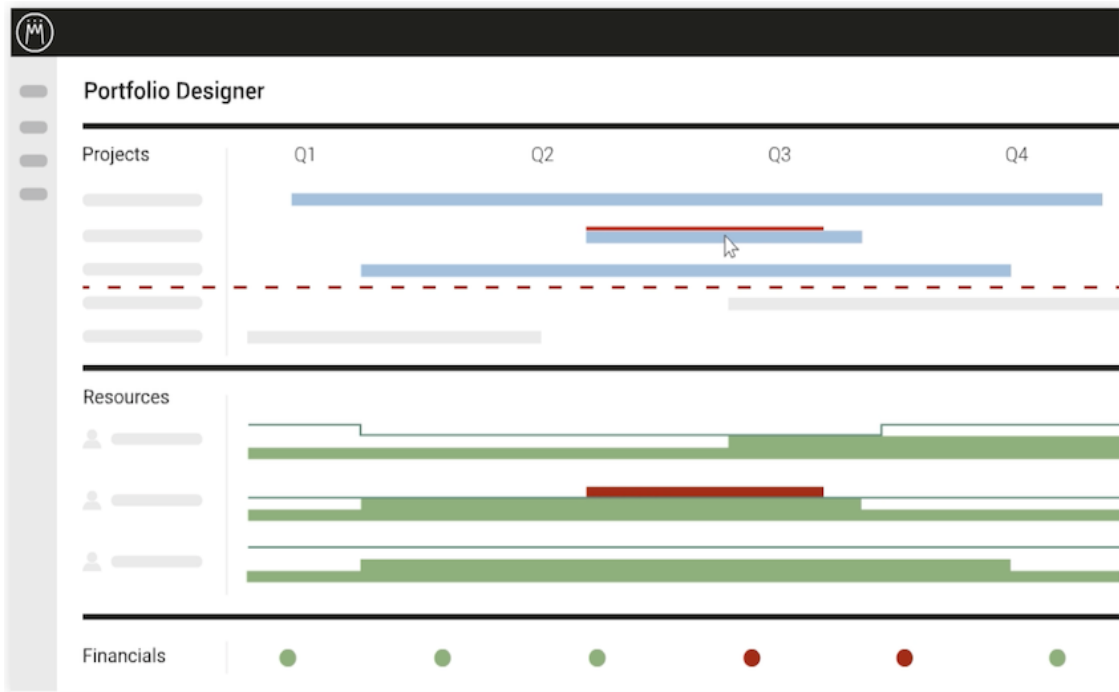 Portfolio Designer
Projects Q1 Q2 Q3 Q4
Resources
Financials